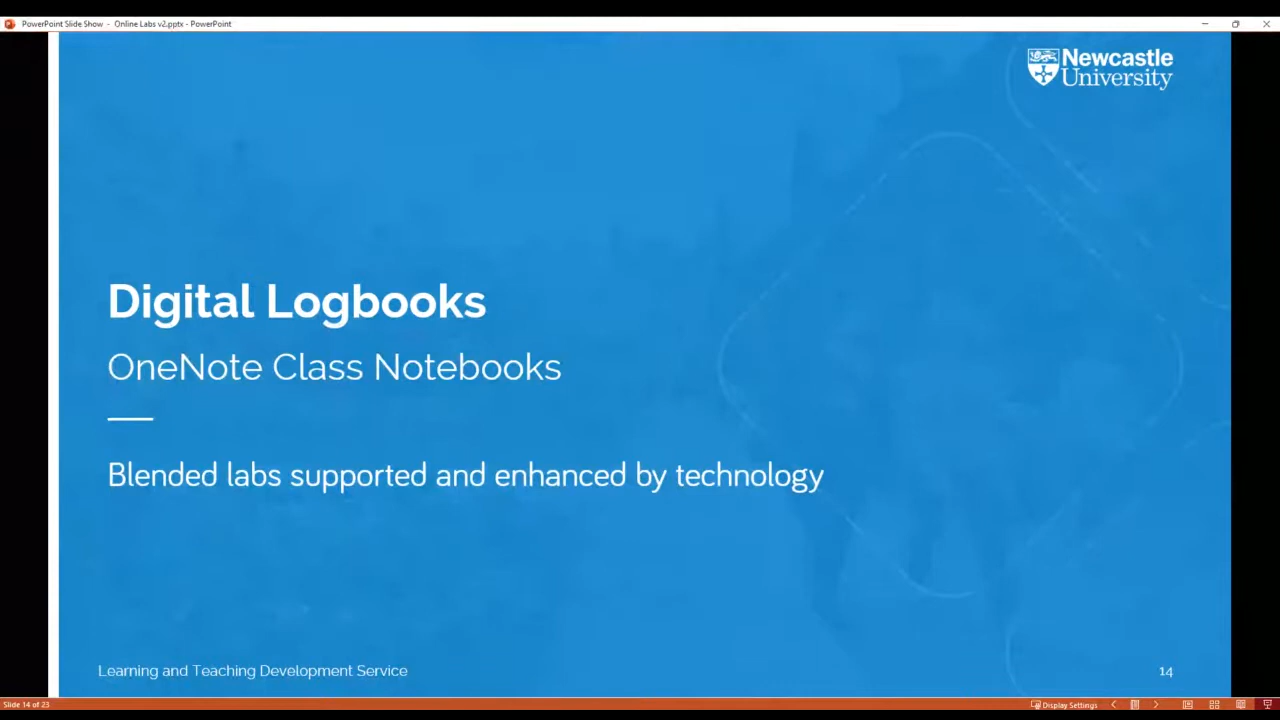 PowerPoint Slide Show - Online Labs v2.pptx - PowerPoint
Newcastle
University
Digital Logbooks
OneNote Class Notebooks
Blended labs supported and enhanced by technology
Learning and Teaching Development Service
14
Slide 14 of 23
Display Settings